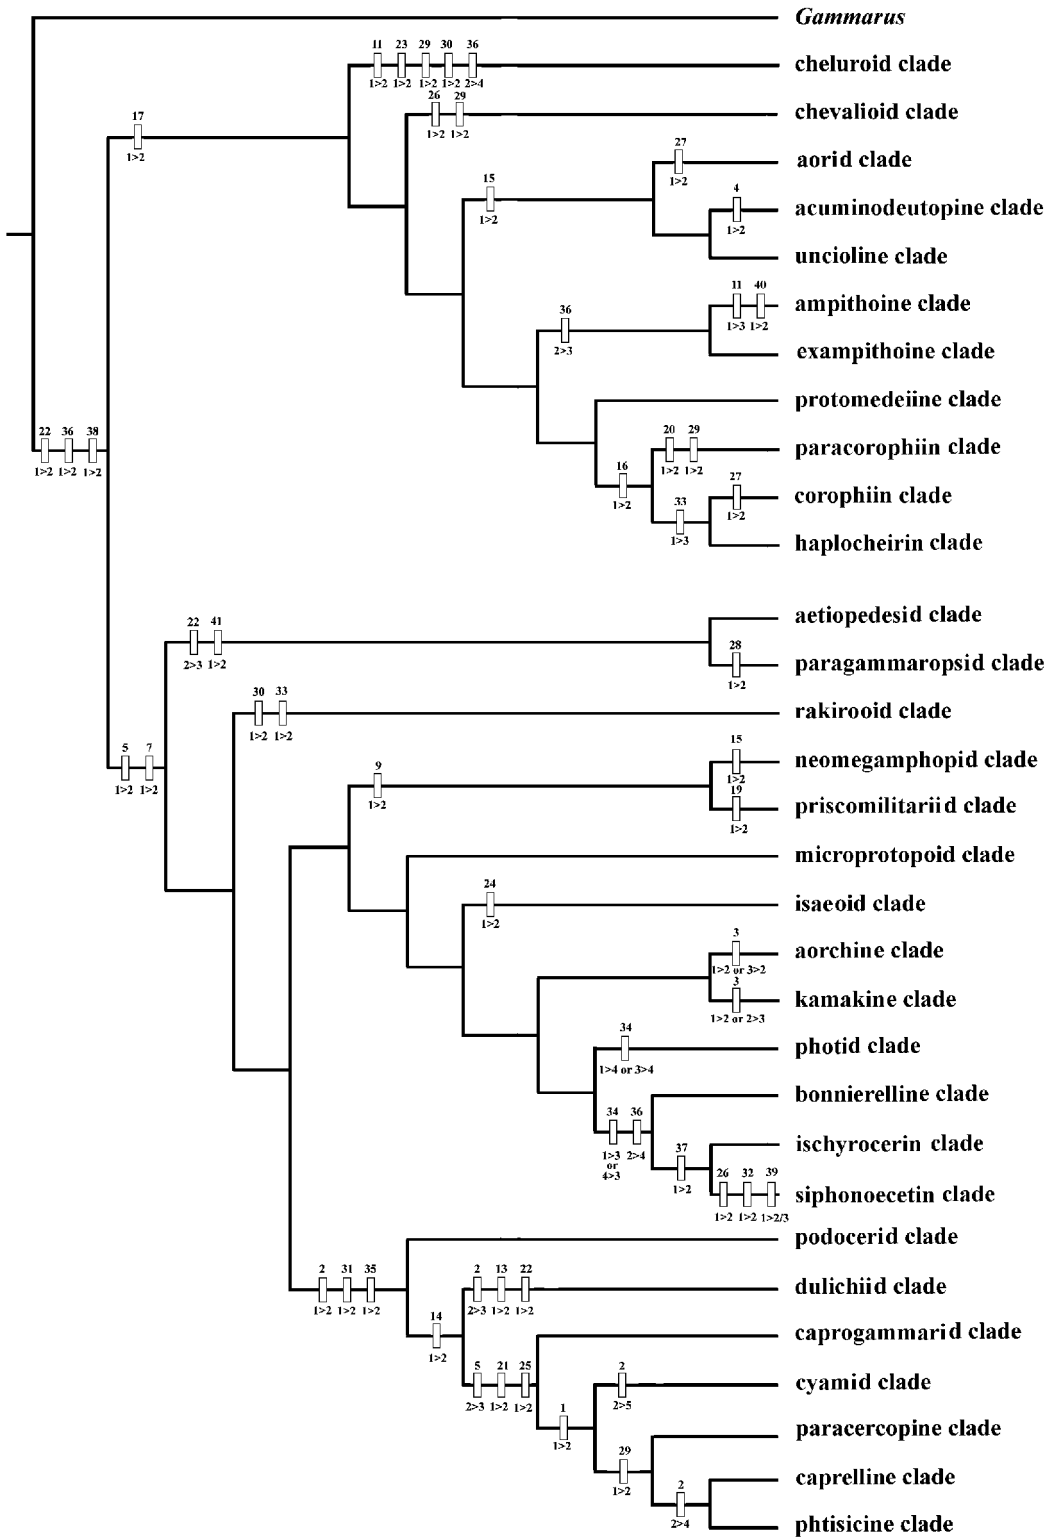 Gammarus
11 23 29 30 36
cheluroid clade
1>2 1>2 1>2 1>2 2>4
26 29
chevalioid clade
17
1>2 1>2
1>2
27
aorid clade
15
1>2
4
1>2
acuminodeutopine clade
1>2
uncioline clade
11 40
ampithoine clade
36
1>3 1>2
2>3
exampithoine clade
protomedeiine clade
20 29
22 36 38
paracorophiin clade
16
1>2 1>2 1>2
1>2 1>2
27
corophiin clade
33
1>2
1>2
1>3
haplocheirin clade
aetiopedesid clade
22 41
28
2>3 1>2
paragammaropsid clade
1>2
30 33
rakirooid clade
1>2 1>2
15
5 7
neomegamphopid clade
9
1>2
1>2 1>2
19
1>2
priscomilitariid clade
1>2
microprotopoid clade
24
isaeoid clade
1>2
3
aorchine clade
1>2 or 3>2
3
kamakine clade
1>2 or 2>3
34
photid clade
1>4 or 3>4
bonnierelline clade
34 36
ischyrocerin clade
1>3 2>4
37
or
26 32 39
4>3
1>2
siphonoecetin clade
1>2 1>2 1>2/3
podocerid clade
2 31 35
2 13 22
dulichiid clade
1>2 1>2 1>2
2>3 1>2 1>2
14
caprogammarid clade
1>2
5 21 25
2
cyamid clade
2>3 1>2 1>2
1
2>5
paracercopine clade
1>2
29
caprelline clade
1>2
2
2>4
phtisicine clade